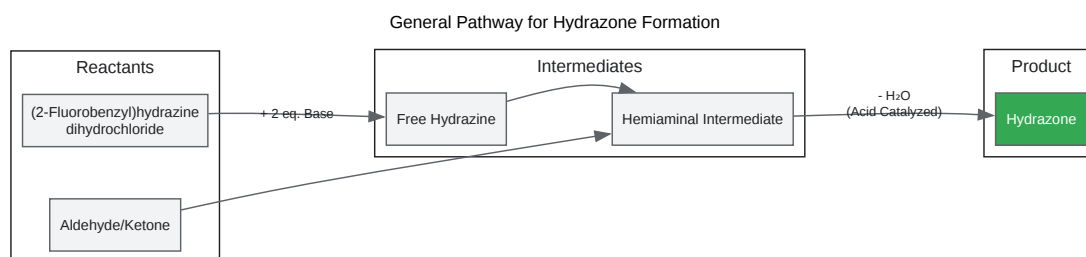 General Pathway for Hydrazone Formation
Reactants
(2-Fluorobenzyl)hydrazine
dihydrochloride
Aldehyde/Ketone
+ 2 eq. Base
Intermediates
Free Hydrazine
Hemiaminal Intermediate
- H₂O
(Acid Catalyzed)
Product
Hydrazone